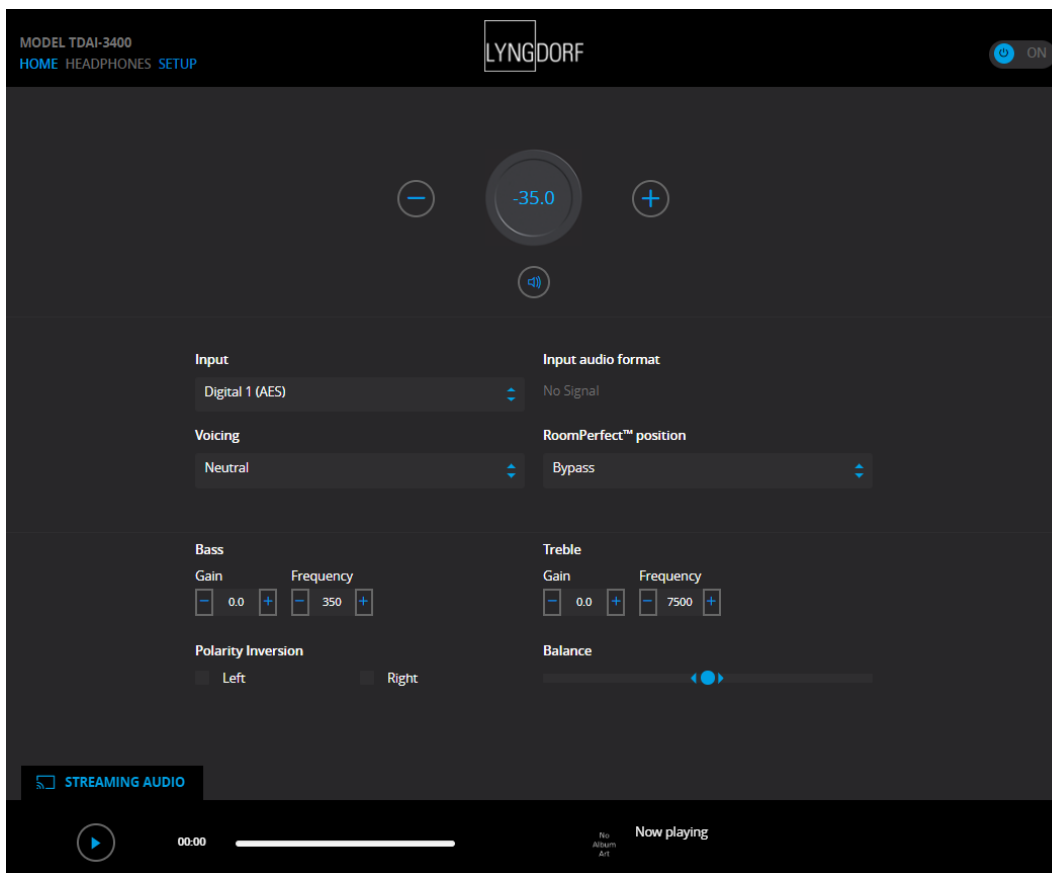 MODEL TDAI-3400
HOME HEADPHONES SETUP
LYNGDORF
ON
-35.0
Input
Input audio format
Digital 1 (AES)
No Signal
Voicing
RoomPerfect™ position
Neutral
Bypass
Bass
Treble
Gain Frequency
Gain Frequency
− 0.0 + − 350 +
− 0.0 + − 7500 +
Polarity Inversion
Balance
Left Right
STREAMING AUDIO
00:00
No
Album
Art
Now playing